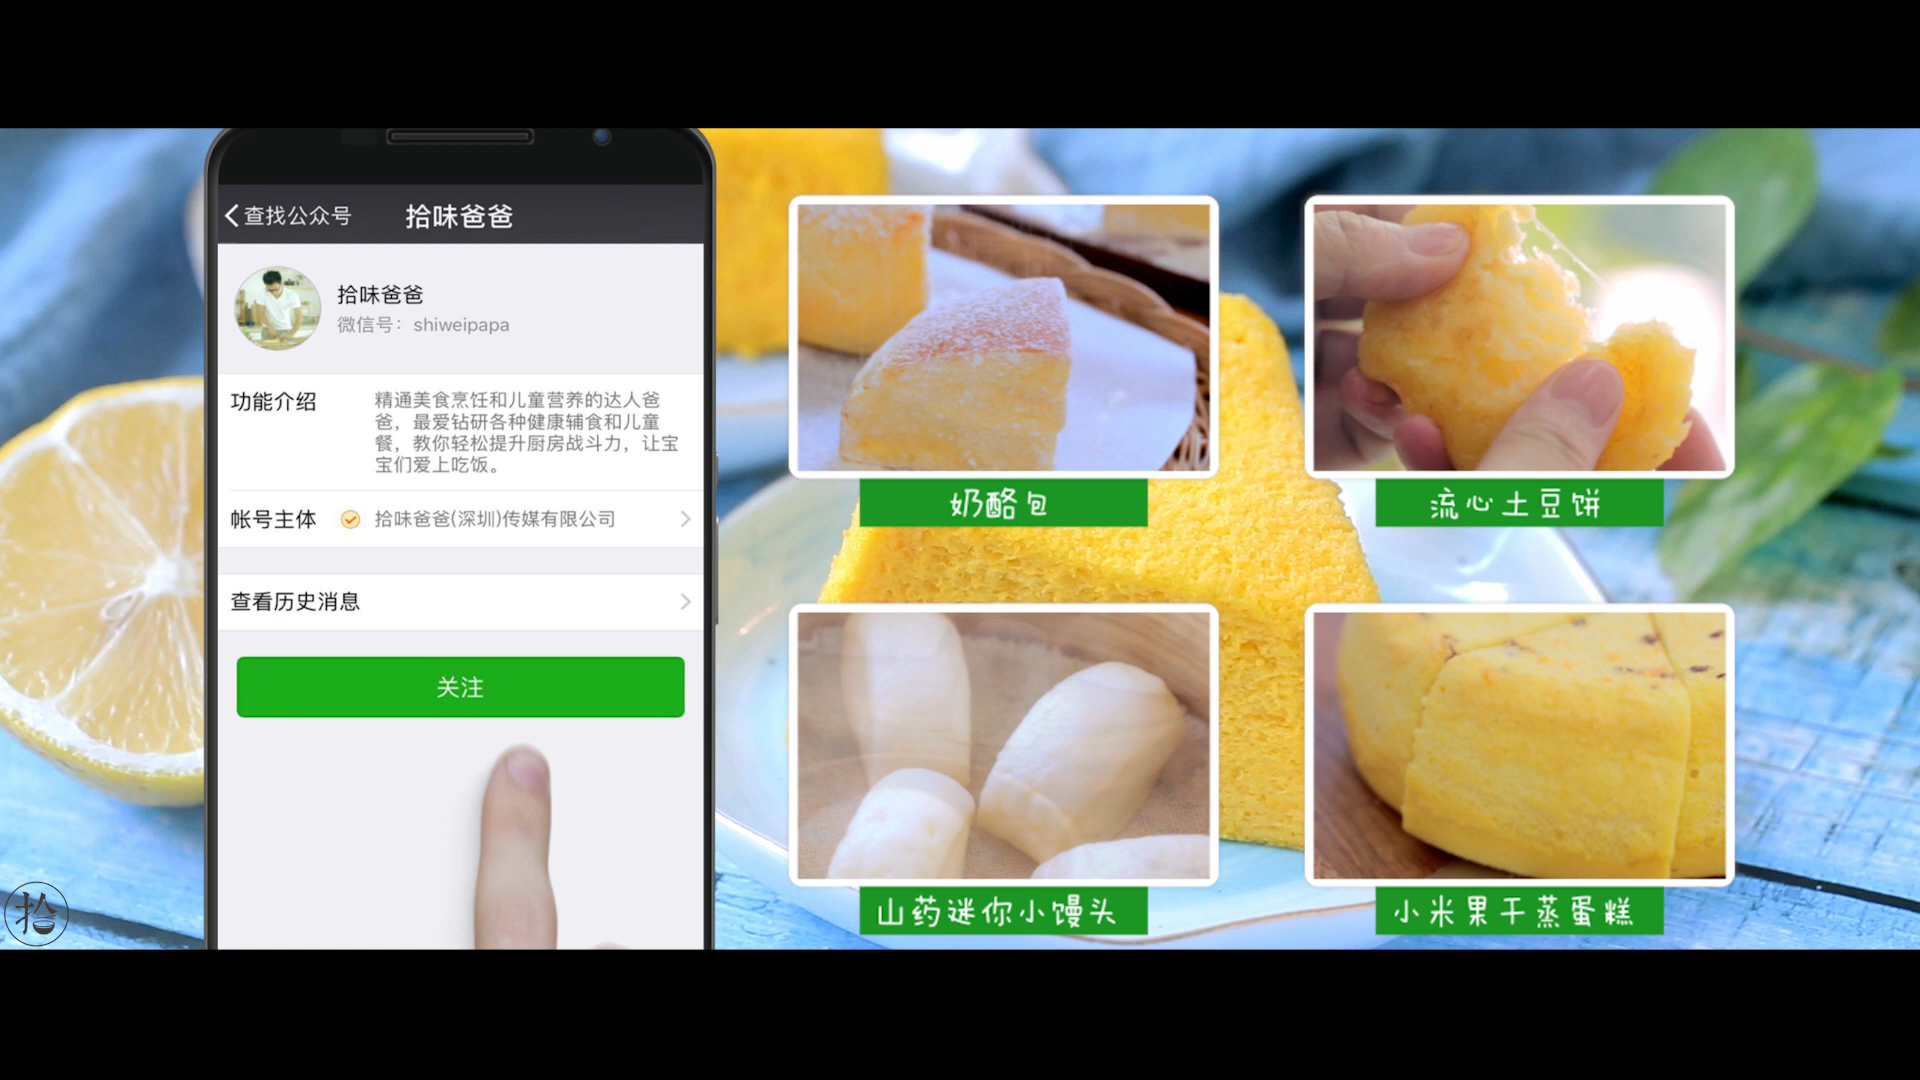 查找公众号
拾味爸爸
拾味爸爸
微信号：shiweipapa
功能介绍
精通美食烹饪和儿童营养的达人爸
爸，最爱钻研各种健康辅食和儿童
餐，教你轻松提升厨房战斗力，让宝
宝们爱上吃饭。
帐号主体
拾味爸爸(深圳)传媒有限公司
查看历史消息
关注
奶酪包
流心土豆饼
山药迷你小馒头
小米果干蒸蛋糕
拾